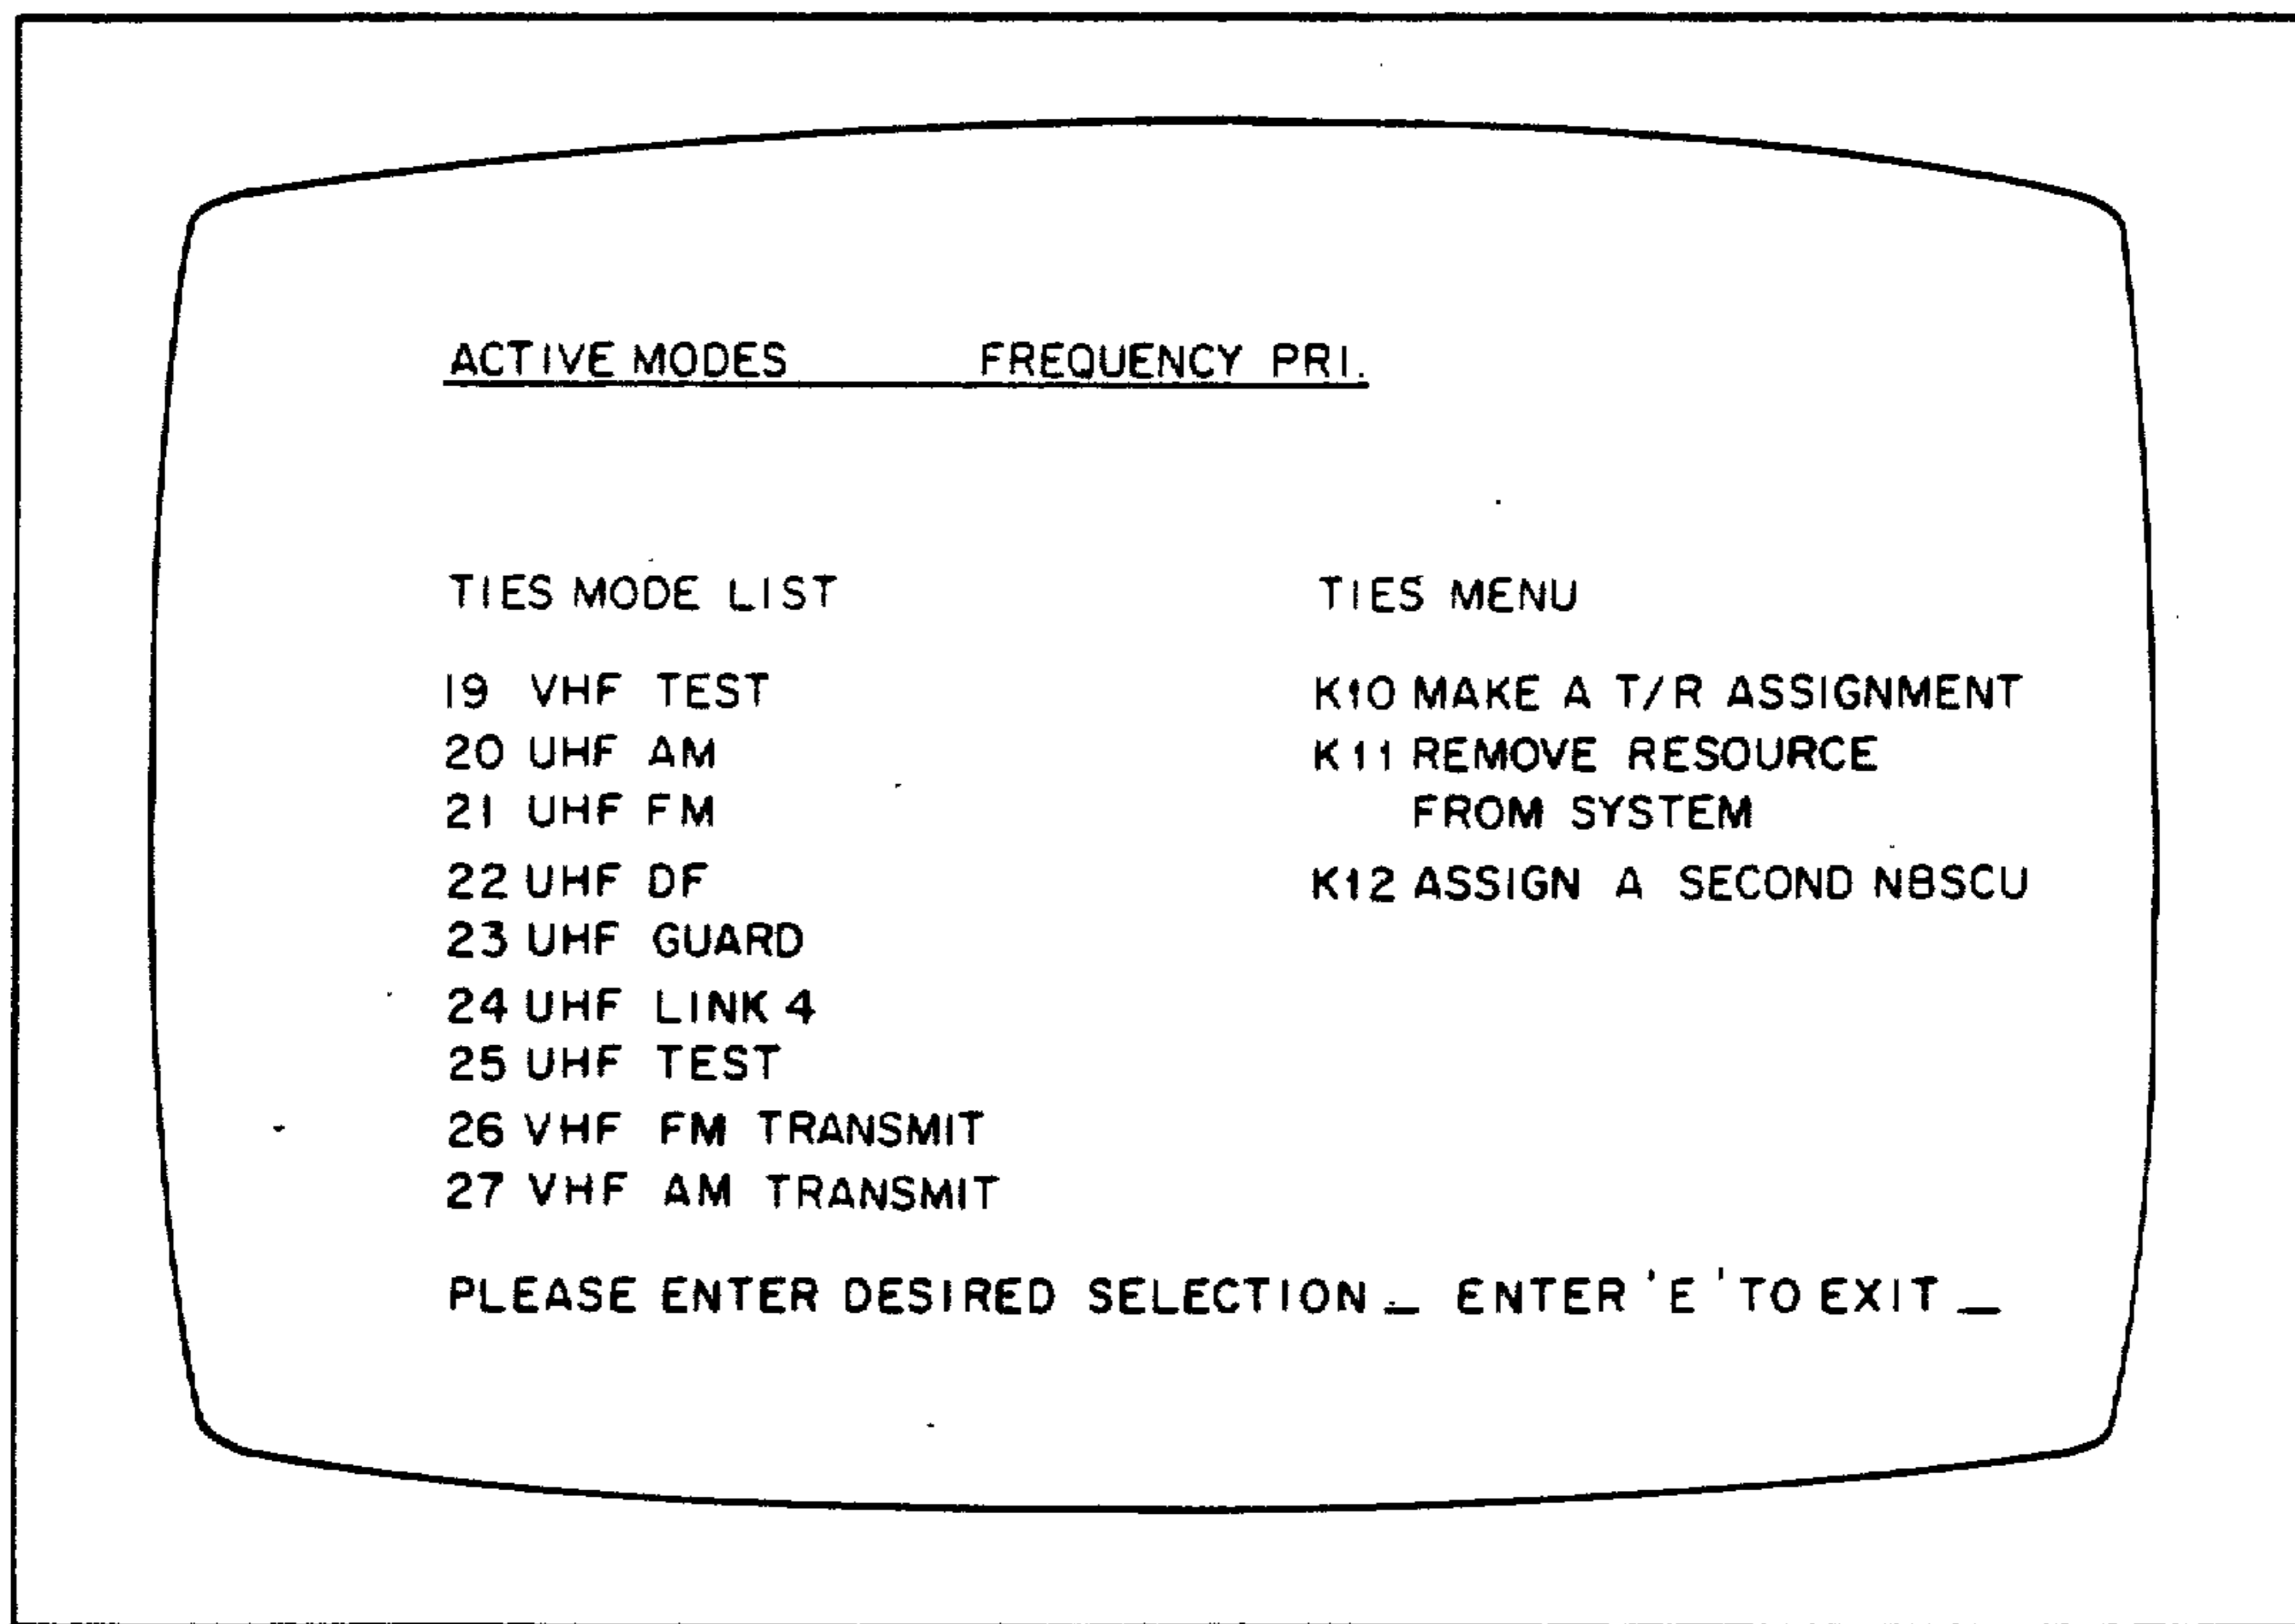 ACTIVE MODES FREQUENCY PRI.
TIES MODE LIST
19 VHF TEST
20 UHF AM
21 UHF FM
22 UHF DF
23 UHF GUARD
24 UHF LINK 4
25 UHF TEST
26 VHF FM TRANSMIT
27 VHF AM TRANSMIT
TIES MENU
K10 MAKE A T/R ASSIGNMENT
K11 REMOVE RESOURCE
FROM SYSTEM
K12 ASSIGN A SECOND NBSCU
PLEASE ENTER DESIRED SELECTION _ ENTER 'E' TO EXIT _